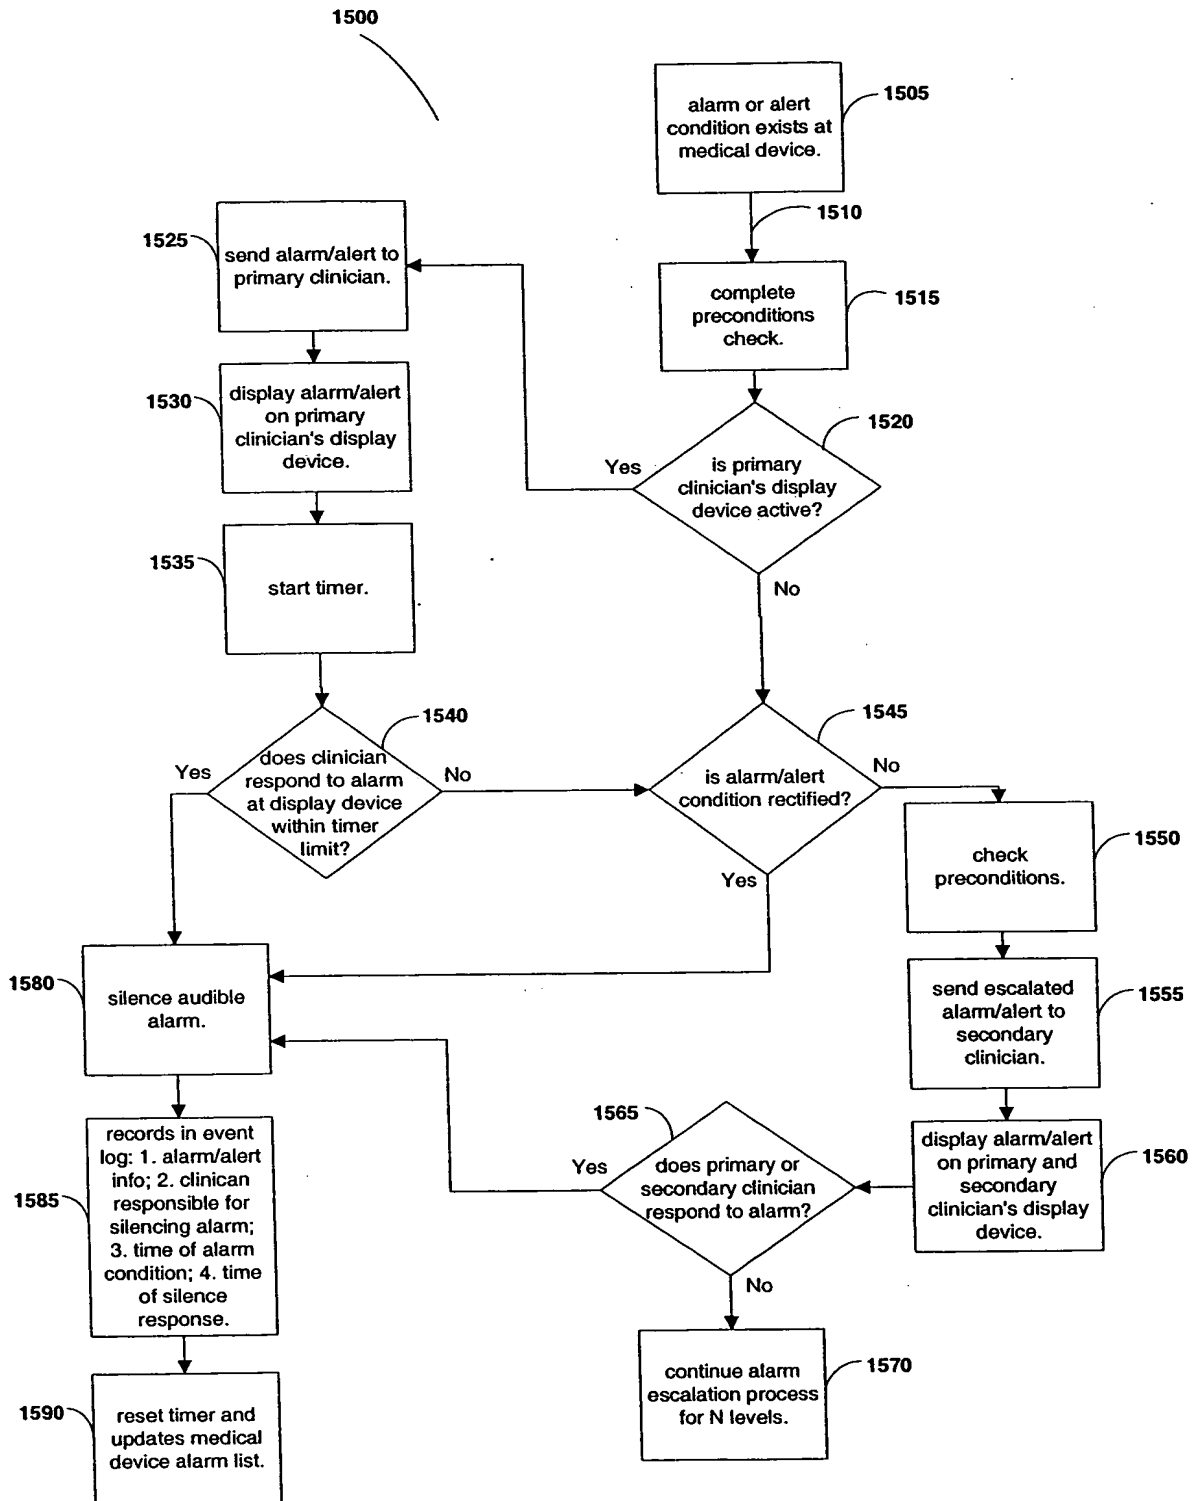 1500
alarm or alert
condition exists at
medical device.
1505
1510
complete
preconditions
check.
1515
is primary
clinician's display
device active?
1520
Yes
No
1525
send alarm/alert to
primary clinician.
1530
display alarm/alert
on primary
clinician's display
device.
1535
start timer.
1540
does clinician
respond to alarm
at display device
within timer
limit?
Yes
No
1545
is alarm/alert
condition rectified?
No
Yes
1550
check
preconditions.
1555
send escalated
alarm/alert to
secondary
clinician.
1560
display alarm/alert
on primary and
secondary
clinician's display
device.
1565
does primary or
secondary clinician
respond to alarm?
Yes
No
1570
continue alarm
escalation process
for N levels.
1580
silence audible
alarm.
1585
records in event
log: 1. alarm/alert
info; 2. clinican
responsible for
silencing alarm;
3. time of alarm
condition; 4. time
of silence
response.
1590
reset timer and
updates medical
device alarm list.